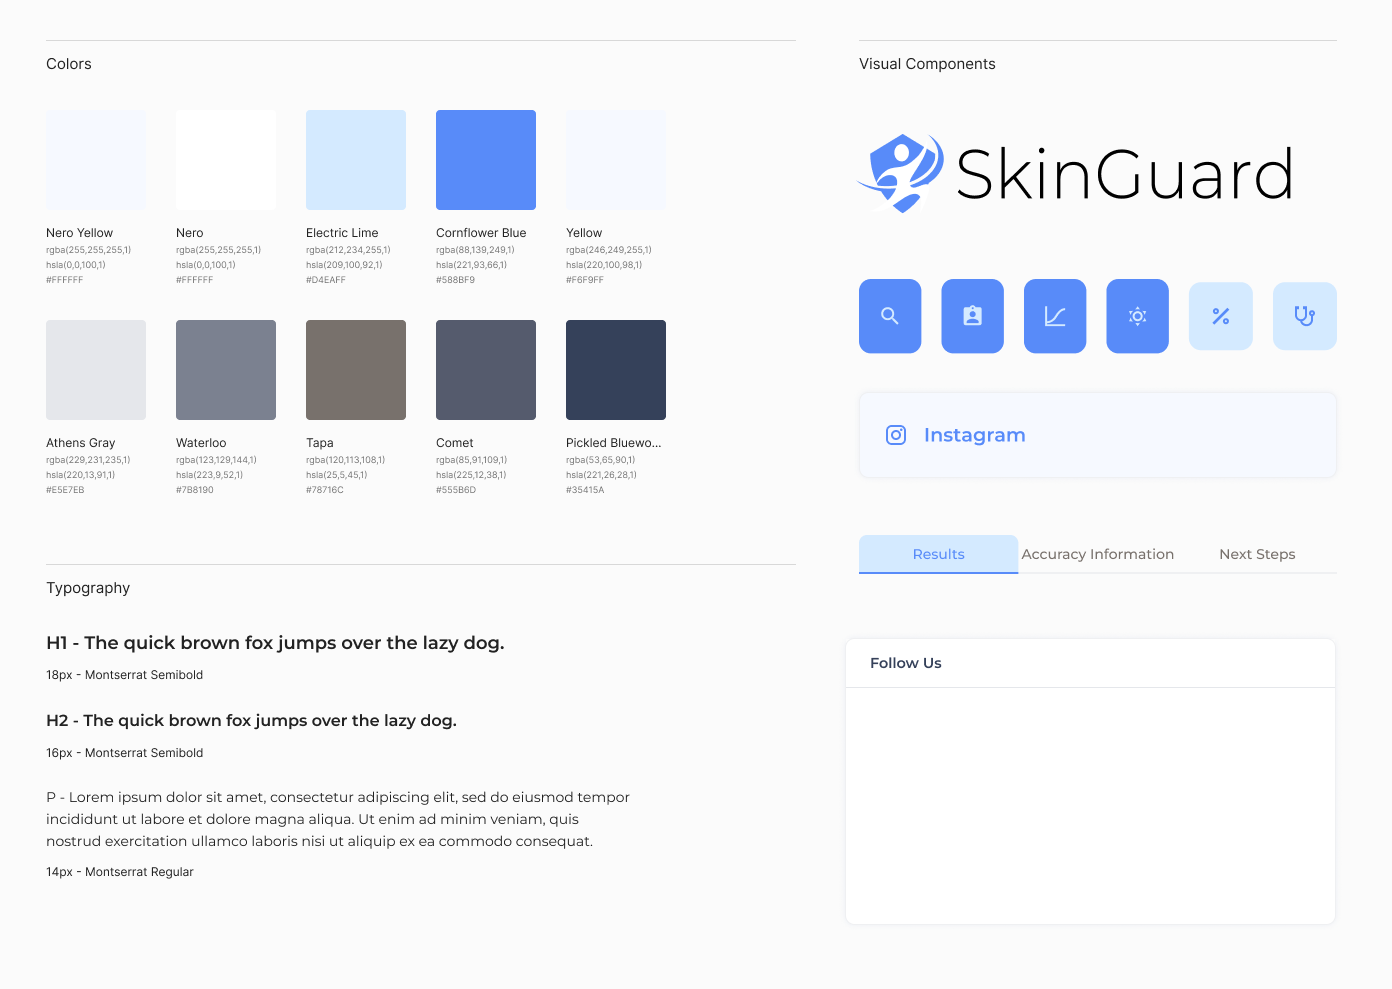 Colors
Nero Yellow
rgba(255,255,255,1)
hsla(0,0,100,1)
#FFFFFF
Nero
rgba(255,255,255,1)
hsla(0,0,100,1)
#FFFFFF
Electric Lime
rgba(212,234,255,1)
hsla(209,100,92,1)
#D4EAFF
Cornflower Blue
rgba(88,139,249,1)
hsla(221,93,66,1)
#588BF9
Yellow
rgba(246,249,255,1)
hsla(220,100,98,1)
#F6F9FF
Athens Gray
rgba(229,231,235,1)
hsla(220,13,91,1)
#E5E7EB
Waterloo
rgba(123,129,144,1)
hsla(223,9,52,1)
#7B8190
Tapa
rgba(120,113,108,1)
hsla(25,5,45,1)
#78716C
Comet
rgba(85,91,109,1)
hsla(225,12,38,1)
#555B6D
Pickled Bluewo...
rgba(53,65,90,1)
hsla(221,26,28,1)
#35415A
Typography
H1 - The quick brown fox jumps over the lazy dog.
18px - Montserrat Semibold
H2 - The quick brown fox jumps over the lazy dog.
16px - Montserrat Semibold
P - Lorem ipsum dolor sit amet, consectetur adipiscing elit, sed do eiusmod tempor
incididunt ut labore et dolore magna aliqua. Ut enim ad minim veniam, quis
nostrud exercitation ullamco laboris nisi ut aliquip ex ea commodo consequat.
14px - Montserrat Regular
Visual Components
SkinGuard
Instagram
Results Accuracy Information Next Steps
Follow Us